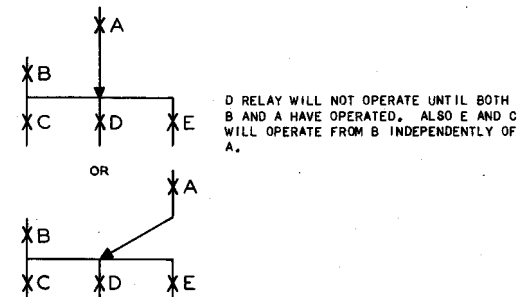 A
B
C
D
E
D RELAY WILL NOT OPERATE UNTIL BOTH
B AND A HAVE OPERATED. ALSO E AND C
WILL OPERATE FROM B INDEPENDENTLY OF
A.
OR
A
B
C
D
E